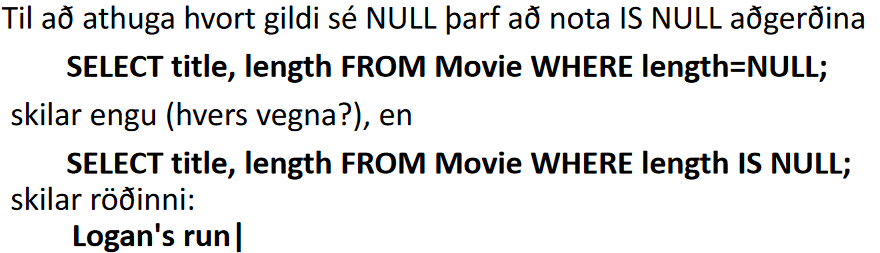 Til að athuga hvort gildi sé NULL þarf að nota IS NULL aðgerðina
SELECT title, length FROM Movie WHERE length=NULL;
skilar engu (hvers vegna?), en
SELECT title, length FROM Movie WHERE length IS NULL;
skilar röðinni:
Logan's run|